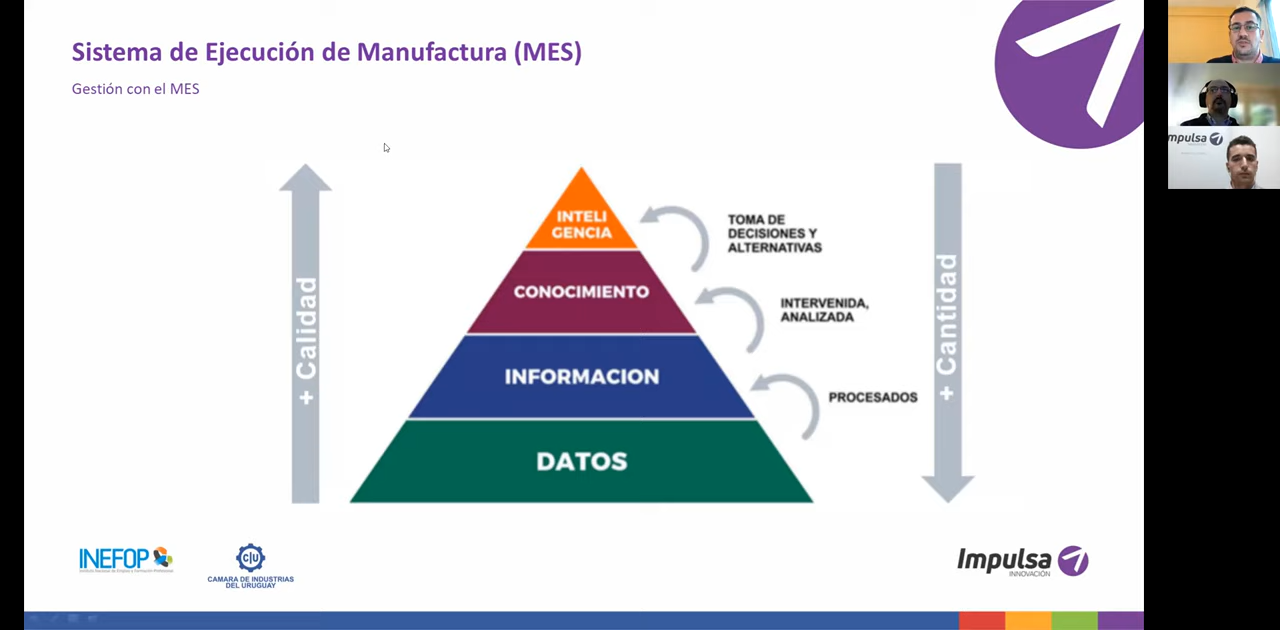 Sistema de Ejecución de Manufactura (MES)
Gestión con el MES
INTELI
GENCIA
CONOCIMIENTO
INFORMACION
DATOS
TOMA DE
DECISIONES Y
ALTERNATIVAS
INTERVENIDA,
ANALIZADA
PROCESADOS
+ Calidad
+ Cantidad
INEFOP
CIU
CAMARA DE INDUSTRIAS
DEL URUGUAY
Impulsa
INNOVACIÓN
Impulsa